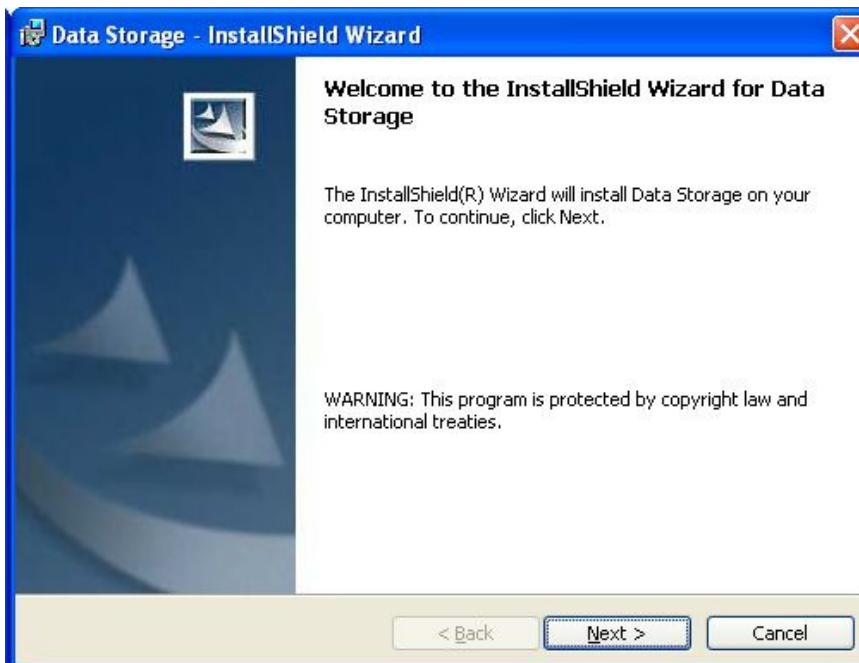 Data Storage - InstallShield Wizard
Welcome to the InstallShield Wizard for Data
Storage
The InstallShield(R) Wizard will install Data Storage on your
computer. To continue, click Next.
WARNING: This program is protected by copyright law and
international treaties.
< Back Next > Cancel